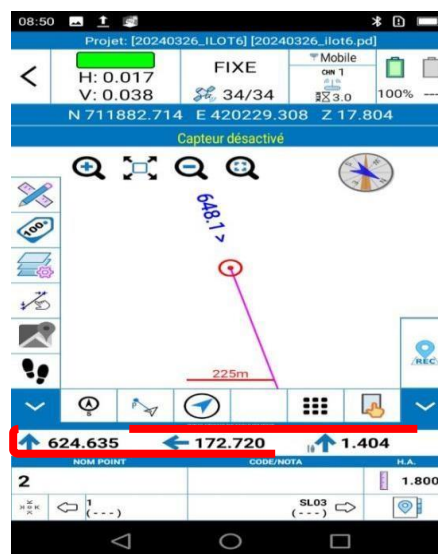 08:50
Projet: [20240326_ILOT6] [20240326_ilot6.pd]
H: 0.017
V: 0.038
FIXE
34/34
Mobile
CHN 1
3.0
100%
---
N 711882.714 E 420229.308 Z 17.804
Capteur désactivé
648.1 >
100°
225m
REC
624.635
172.720
1.404
NOM POINT
CODE/NOTA
H.A.
2
1.800
1
(---)
SL03
(---)